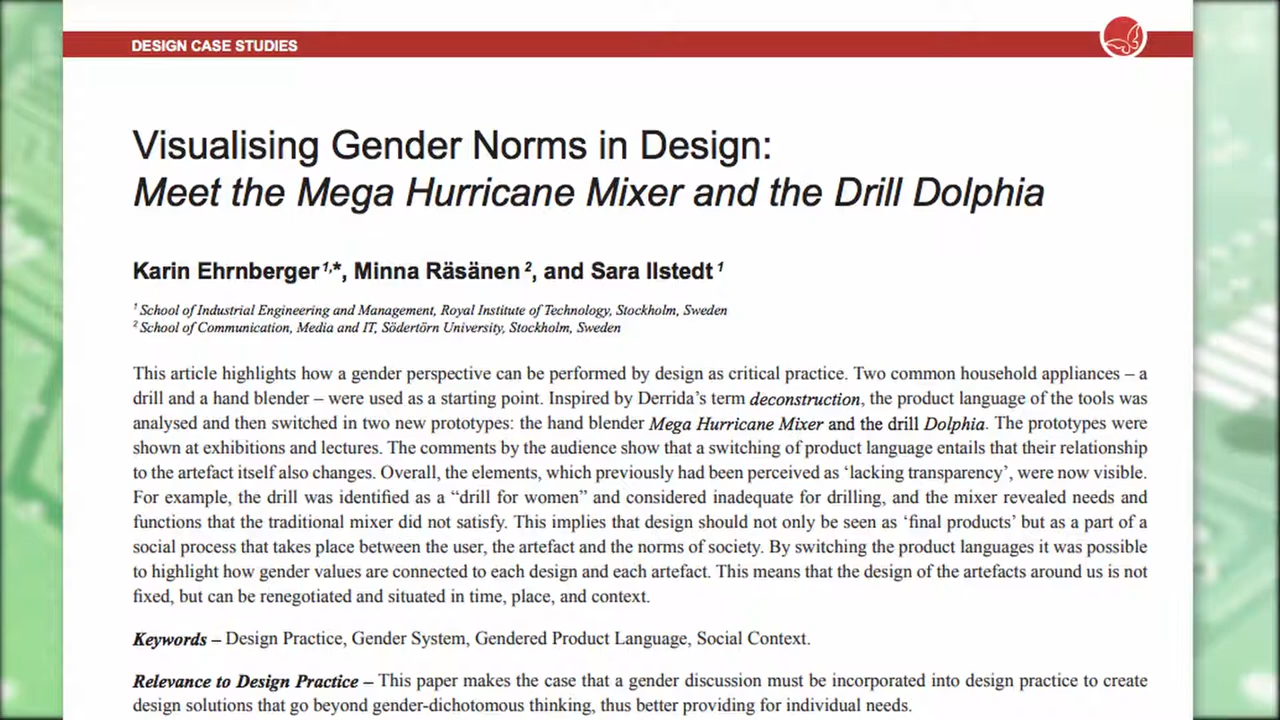 DESIGN CASE STUDIES
Visualising Gender Norms in Design:
Meet the Mega Hurricane Mixer and the Drill Dolphia
Karin Ehrnberger 1,*, Minna Räsänen 2, and Sara Ilstedt 1
1 School of Industrial Engineering and Management, Royal Institute of Technology, Stockholm, Sweden
2 School of Communication, Media and IT, Södertörn University, Stockholm, Sweden
This article highlights how a gender perspective can be performed by design as critical practice. Two common household appliances – a
drill and a hand blender – were used as a starting point. Inspired by Derrida's term deconstruction, the product language of the tools was
analysed and then switched in two new prototypes: the hand blender Mega Hurricane Mixer and the drill Dolphia. The prototypes were
shown at exhibitions and lectures. The comments by the audience show that a switching of product language entails that their relationship
to the artefact itself also changes. Overall, the elements, which previously had been perceived as 'lacking transparency', were now visible.
For example, the drill was identified as a “drill for women” and considered inadequate for drilling, and the mixer revealed needs and
functions that the traditional mixer did not satisfy. This implies that design should not only be seen as 'final products' but as a part of a
social process that takes place between the user, the artefact and the norms of society. By switching the product languages it was possible
to highlight how gender values are connected to each design and each artefact. This means that the design of the artefacts around us is not
fixed, but can be renegotiated and situated in time, place, and context.
Keywords – Design Practice, Gender System, Gendered Product Language, Social Context.
Relevance to Design Practice – This paper makes the case that a gender discussion must be incorporated into design practice to create
design solutions that go beyond gender-dichotomous thinking, thus better providing for individual needs.